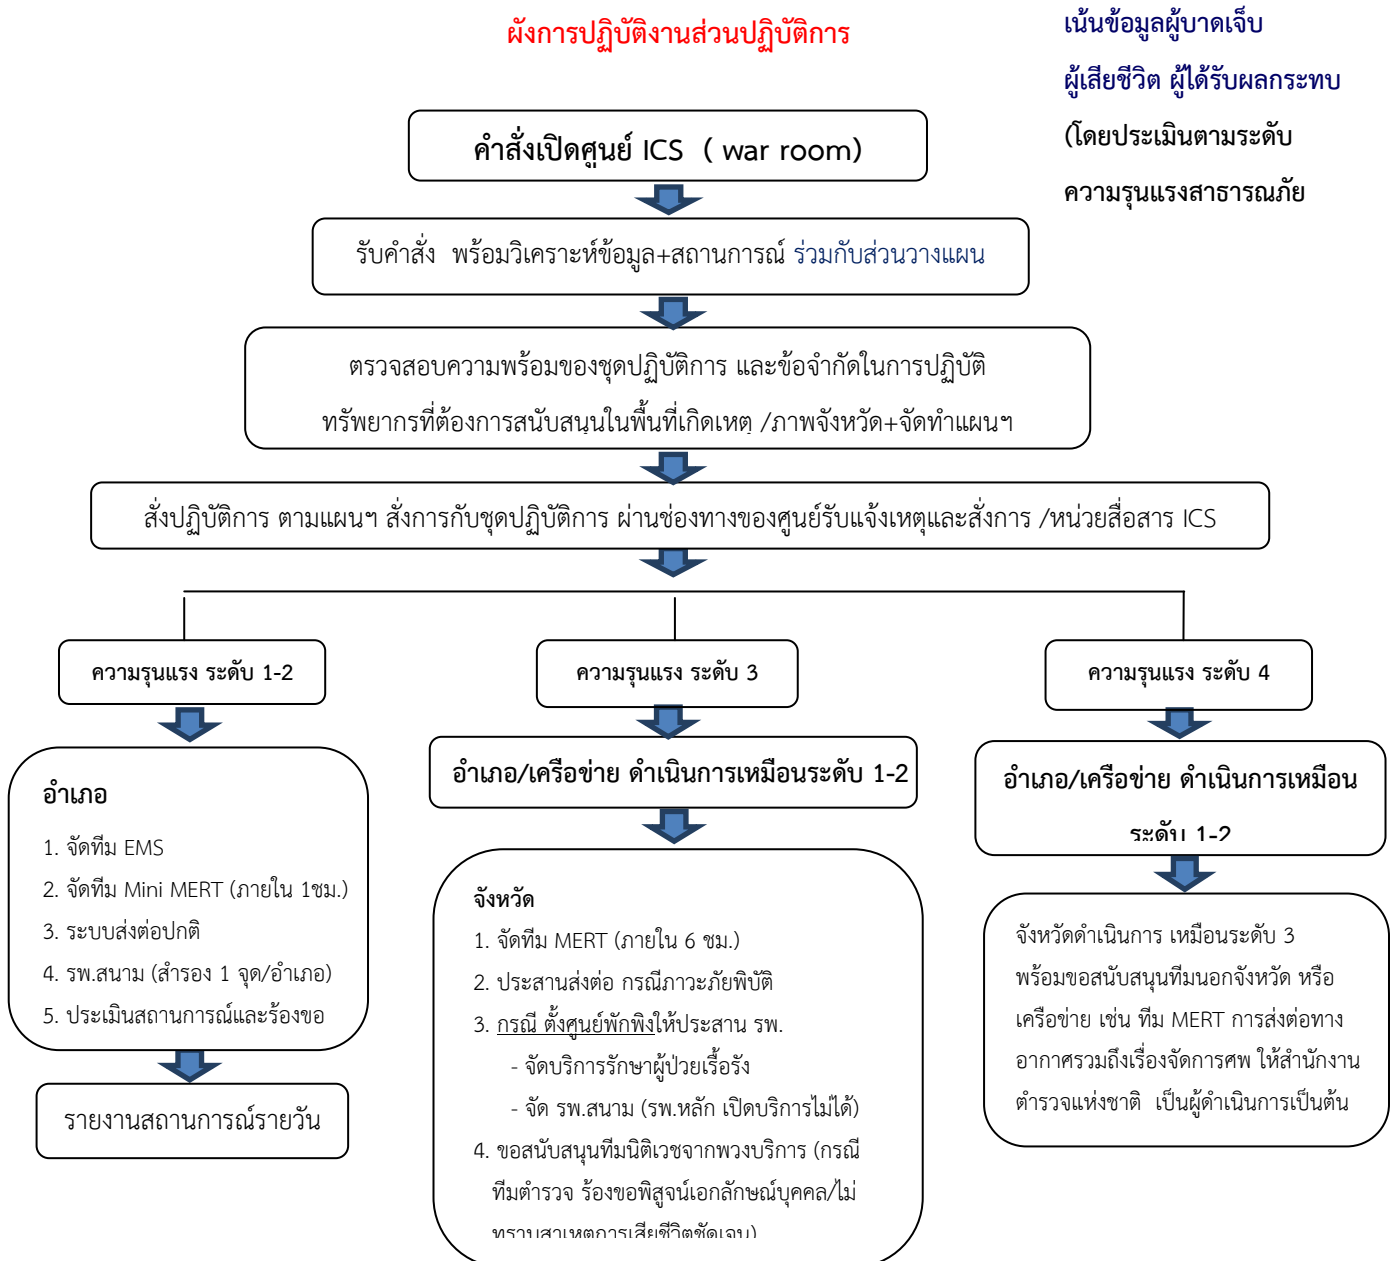 ผังการปฏิบัติงานส่วนปฏิบัติการ
เน้นข้อมูลผู้บาดเจ็บ
ผู้เสียชีวิต ผู้ได้รับผลกระทบ
(โดยประเมินตามระดับ
ความรุนแรงสาธารณภัย
คำสั่งเปิดศูนย์ ICS ( war room)
รับคำสั่ง พร้อมวิเคราะห์ข้อมูล+สถานการณ์ ร่วมกับส่วนวางแผน
ตรวจสอบความพร้อมของชุดปฏิบัติการ และข้อจำกัดในการปฏิบัติ
ทรัพยากรที่ต้องการสนับสนุนในพื้นที่เกิดเหตุ /ภาพจังหวัด+จัดทำแผนฯ
สั่งปฏิบัติการ ตามแผนฯ สั่งการกับชุดปฏิบัติการ ผ่านช่องทางของศูนย์รับแจ้งเหตุและสั่งการ /หน่วยสื่อสาร ICS
ความรุนแรง ระดับ 1-2
อำเภอ
1. จัดทีม EMS
2. จัดทีม Mini MERT (ภายใน 1ชม.)
3. ระบบส่งต่อปกติ
4. รพ.สนาม (สำรอง 1 จุด/อำเภอ)
5. ประเมินสถานการณ์และร้องขอ
รายงานสถานการณ์รายวัน
ความรุนแรง ระดับ 3
อำเภอ/เครือข่าย ดำเนินการเหมือนระดับ 1-2
จังหวัด
1. จัดทีม MERT (ภายใน 6 ชม.)
2. ประสานส่งต่อ กรณีภาวะภัยพิบัติ
3. กรณี ตั้งศูนย์พักพิงให้ประสาน รพ.
- จัดบริการรักษาผู้ป่วยเรื้อรัง
- จัด รพ.สนาม (รพ.หลัก เปิดบริการไม่ได้)
4. ขอสนับสนุนทีมนิติเวชจากพวงบริการ (กรณี
ทีมตำรวจ ร้องขอพิสูจน์เอกลักษณ์บุคคล/ไม่
ทราบสาเหตุการเสียชีวิตชัดเจน)
ความรุนแรง ระดับ 4
อำเภอ/เครือข่าย ดำเนินการเหมือน
ระดับ 1-2
จังหวัดดำเนินการ เหมือนระดับ 3
พร้อมขอสนับสนุนทีมนอกจังหวัด หรือ
เครือข่าย เช่น ทีม MERT การส่งต่อทาง
อากาศรวมถึงเรื่องจัดการศพ ให้สำนักงาน
ตำรวจแห่งชาติ เป็นผู้ดำเนินการเป็นต้น